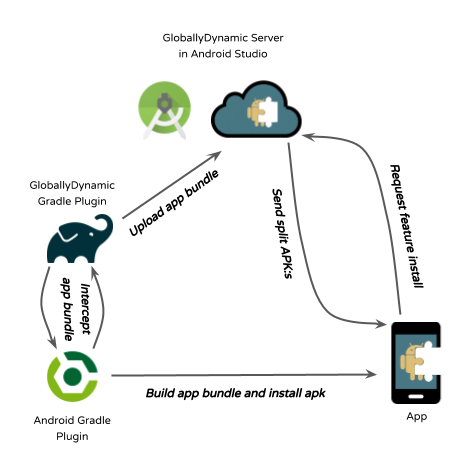 GloballyDynamic Server
in Android Studio
GloballyDynamic
Gradle Plugin
Upload app bundle
Send split APK:s
Request feature install
Intercept
app bundle
Build app bundle and install apk
Android Gradle
Plugin
App